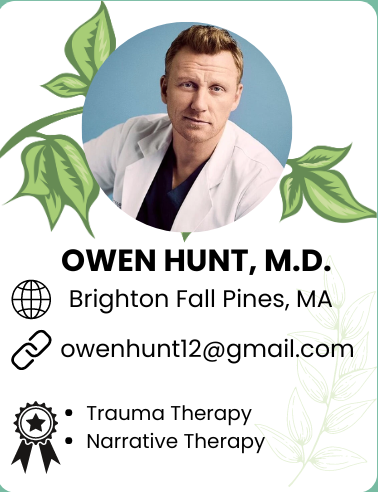 OWEN HUNT, M.D.
Brighton Fall Pines, MA
owenhunt12@gmail.com
Trauma Therapy
Narrative Therapy